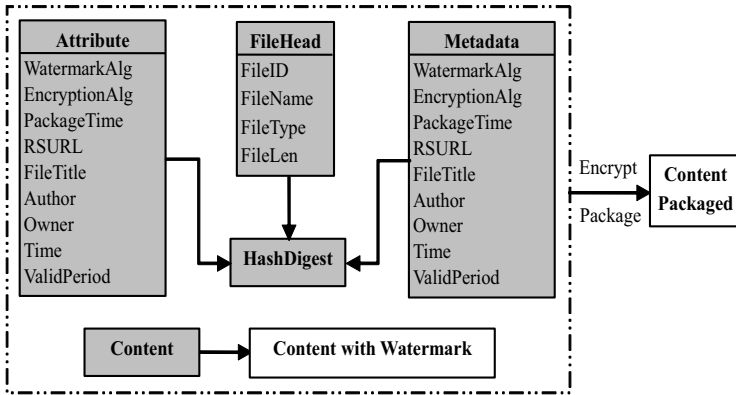 Attribute
WatermarkAlg
EncryptionAlg
PackageTime
RSURL
FileTitle
Author
Owner
Time
ValidPeriod
FileHead
FileID
FileName
FileType
FileLen
HashDigest
Metadata
WatermarkAlg
EncryptionAlg
PackageTime
RSURL
FileTitle
Author
Owner
Time
ValidPeriod
Encrypt
Package
Content
Packaged
Content
Content with Watermark